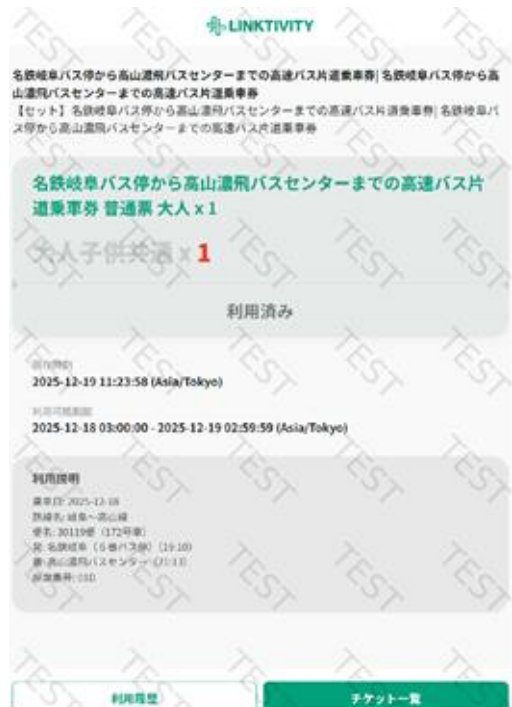 LINKTIVITY
名鉄岐阜バス停から高山濃飛バスセンターまでの高速バス片道乗車券| 名鉄岐阜バス停から高
山濃飛バスセンターまでの高速バス片道乗車券
【セット】名鉄岐阜バス停から高山濃飛バスセンターまでの高速バス片道乗車券| 名鉄岐阜バ
ス停から高山濃飛バスセンターまでの高速バス片道乗車券
名鉄岐阜バス停から高山濃飛バスセンターまでの高速バス片
道乗車券 普通票 大人 x 1
大人子供共通 x 1
利用済み
現在時刻
2025-12-19 11:23:58 (Asia/Tokyo)
利用可能期間
2025-12-18 03:00:00 - 2025-12-19 02:59:59 (Asia/Tokyo)
利用説明
乗車日: 2025-12-18
路線名: 岐阜~高山線
便名: 30119便 (172号車)
発: 名鉄岐阜 (6番バス停) (19:10)
着: 高山濃飛バスセンター
座席番号:
利用履歴
チケット一覧
TEST